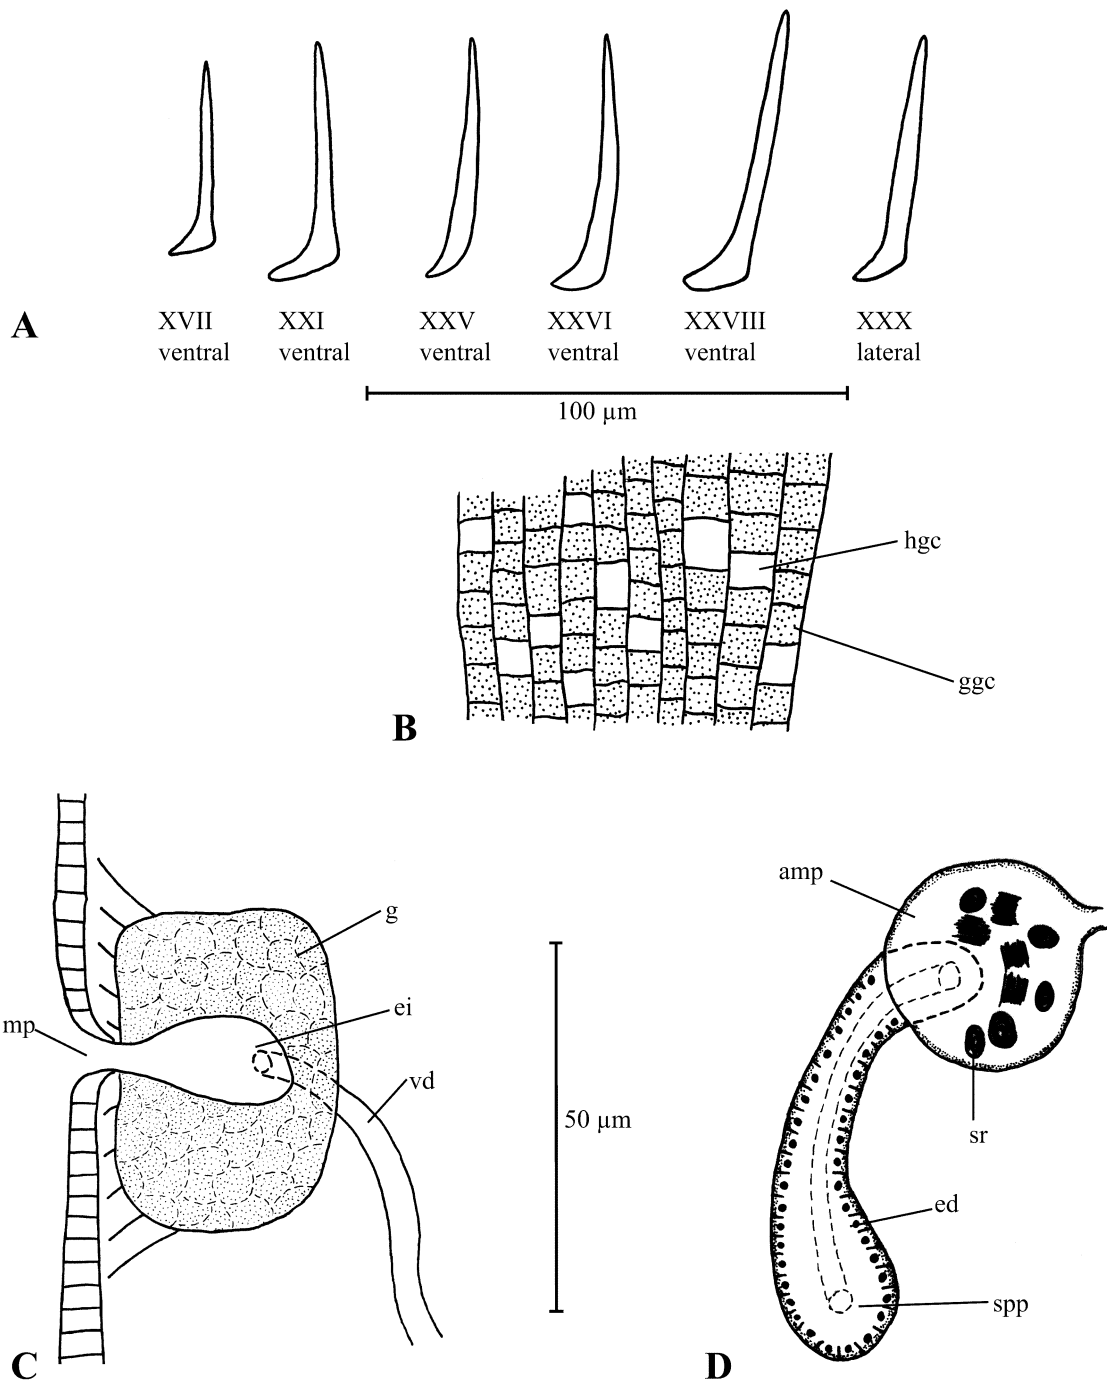 A
XVII XXI XXV XXVI XXVIII XXX
ventral ventral ventral ventral ventral lateral
100 µm
hgc
ggc
B
amp
g
ei
mp
vd
50 µm
sr
ed
spp
C
D